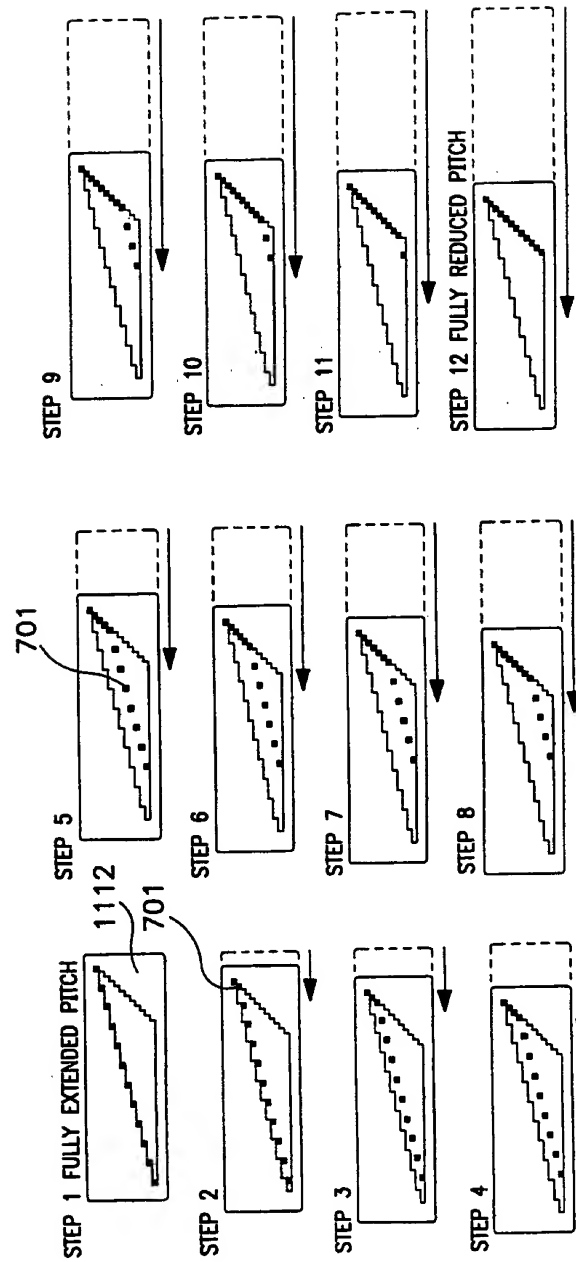 STEP 1 FULLY EXTENDED PITCH
1112
701
STEP 2
STEP 3
STEP 4
STEP 5
701
STEP 6
STEP 7
STEP 8
STEP 9
STEP 10
STEP 11
STEP 12 FULLY REDUCED PITCH